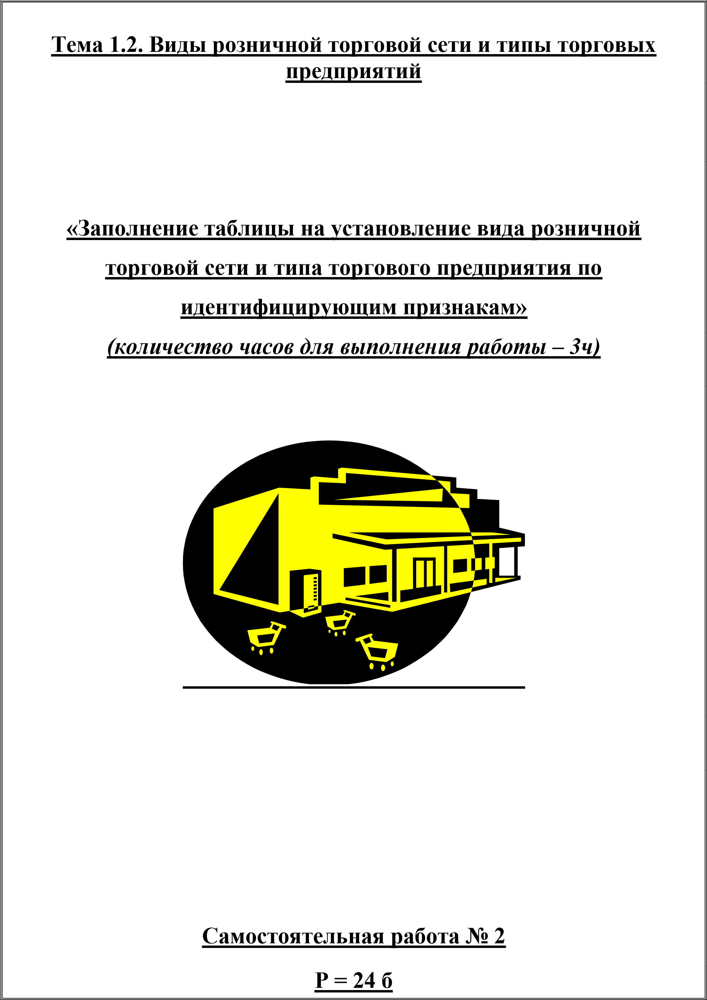 Тема 1.2. Виды розничной торговой сети и типы торговых
предприятий
«Заполнение таблицы на установление вида розничной
торговой сети и типа торгового предприятия по
идентифицирующим признакам»
(количество часов для выполнения работы – 3ч)
Самостоятельная работа № 2
Р = 24 б